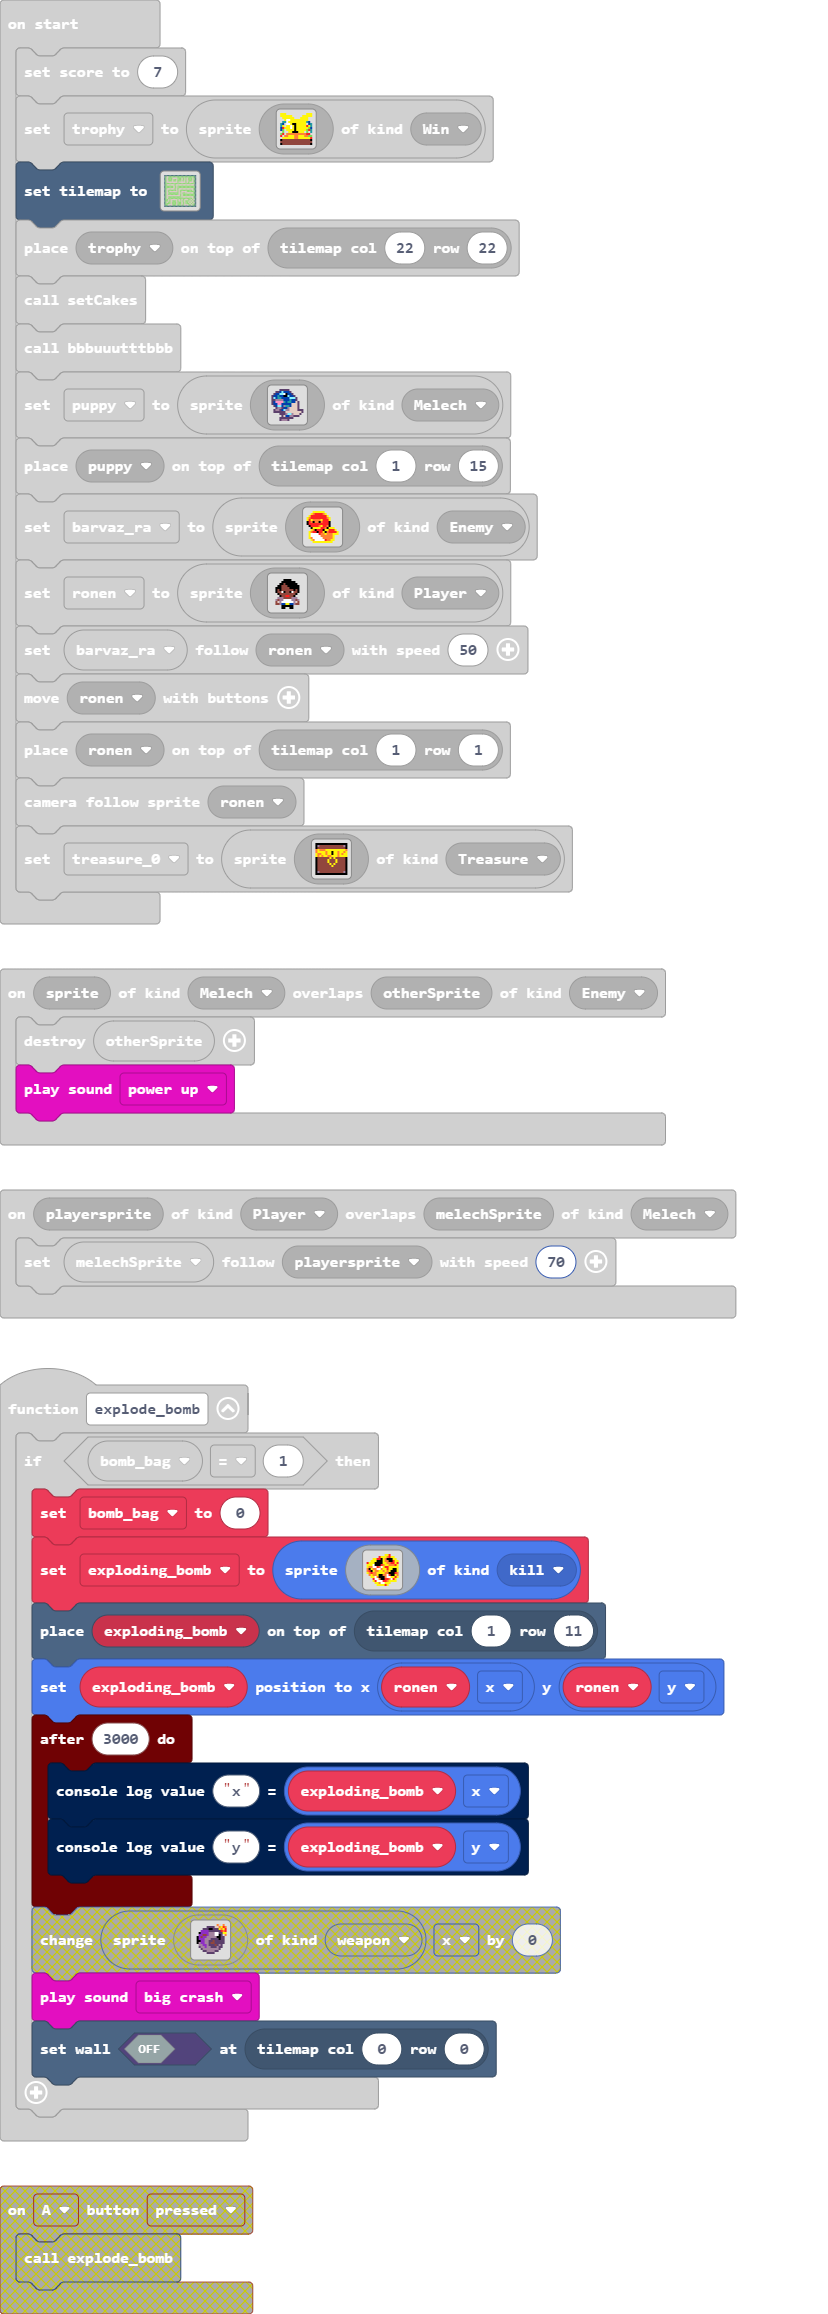 on start
set score to 7
set trophy to sprite 1 of kind Win
set tilemap to
place trophy on top of tilemap col 22 row 22
call setCakes
call bbbuuutttbbb
set puppy to sprite of kind Melech
place puppy on top of tilemap col 1 row 15
set barvaz_ra to sprite of kind Enemy
set ronen to sprite of kind Player
set barvaz_ra follow ronen with speed 50
move ronen with buttons
place ronen on top of tilemap col 1 row 1
camera follow sprite ronen
set treasure_0 to sprite of kind Treasure
on sprite of kind Melech overlaps otherSprite of kind Enemy
destroy otherSprite
play sound power up
on playersprite of kind Player overlaps melechSprite of kind Melech
set melechSprite follow playersprite with speed 70
function explode_bomb
if bomb_bag = 1 then
set bomb_bag to 0
set exploding_bomb to sprite of kind kill
place exploding_bomb on top of tilemap col 1 row 11
set exploding_bomb position to x ronen x y ronen y
after 3000 do
console log value "x" = exploding_bomb x
console log value "y" = exploding_bomb y
change sprite of kind weapon x by 0
play sound big crash
set wall OFF at tilemap col 0 row 0
on A button pressed
call explode_bomb